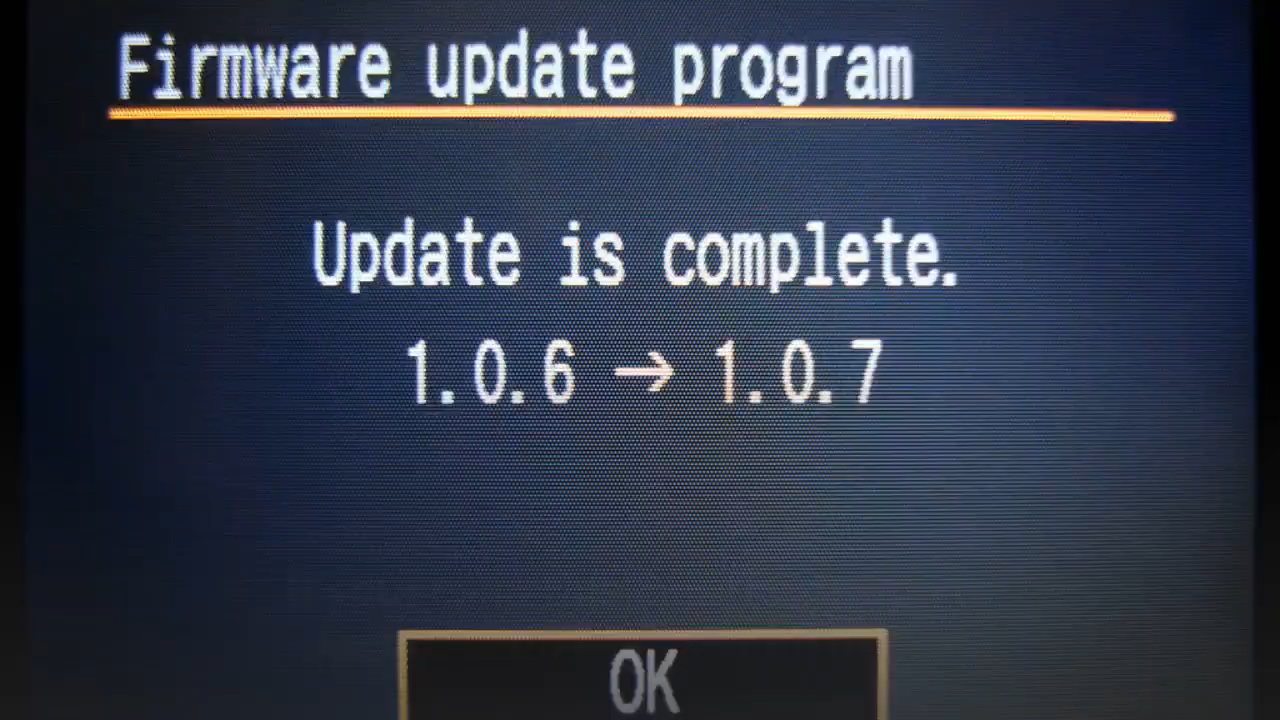 Firmware update program
Update is complete.
1.0.6 → 1.0.7
OK